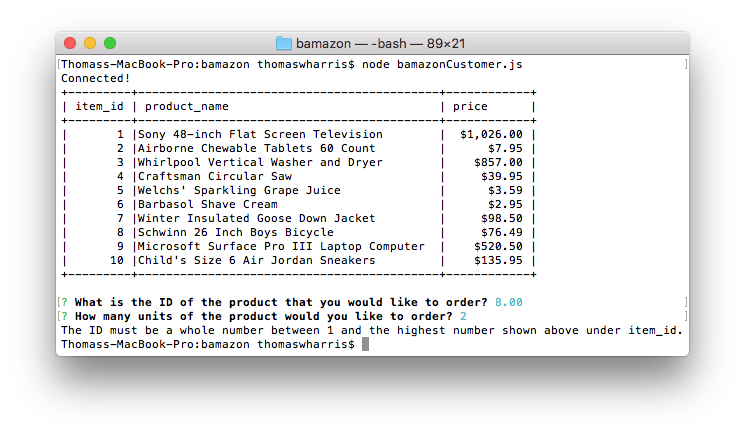 bamazon — -bash — 89×21
[Thomass-MacBook-Pro:bamazon thomaswharris$ node bamazonCustomer.js ]
Connected!
+---------+-------------------------------------------+------------+
| item_id | product_name                              | price      |
+---------+-------------------------------------------+------------+
|       1 |Sony 48-inch Flat Screen Television        |  $1,026.00 |
|       2 |Airborne Chewable Tablets 60 Count         |      $7.95 |
|       3 |Whirlpool Vertical Washer and Dryer        |    $857.00 |
|       4 |Craftsman Circular Saw                     |     $39.95 |
|       5 |Welchs' Sparkling Grape Juice              |      $3.59 |
|       6 |Barbasol Shave Cream                       |      $2.95 |
|       7 |Winter Insulated Goose Down Jacket         |     $98.50 |
|       8 |Schwinn 26 Inch Boys Bicycle               |     $76.49 |
|       9 |Microsoft Surface Pro III Laptop Computer  |    $520.50 |
|      10 |Child's Size 6 Air Jordan Sneakers         |    $135.95 |
+---------+-------------------------------------------+------------+
[? What is the ID of the product that you would like to order? 8.00 ]
[? How many units of the product would you like to order? 2 ]
The ID must be a whole number between 1 and the highest number shown above under item_id.
Thomass-MacBook-Pro:bamazon thomaswharris$